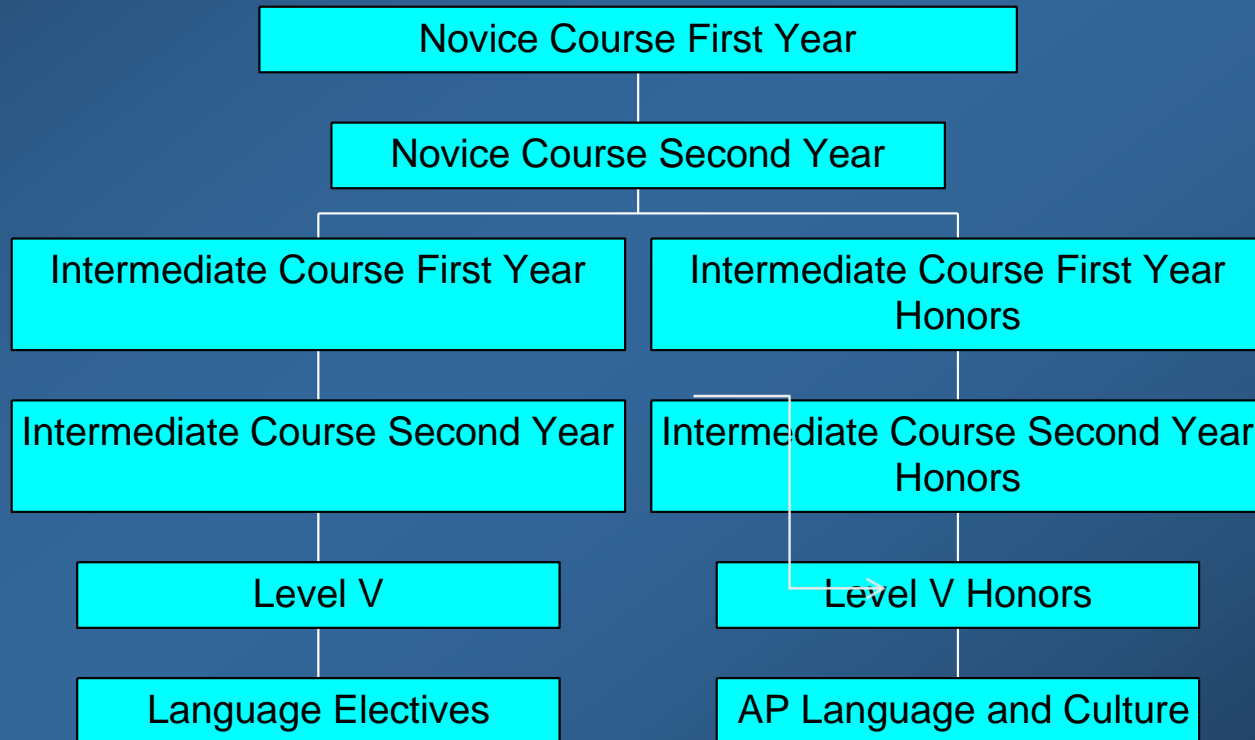 Novice Course First Year
Novice Course Second Year
Intermediate Course First Year
Intermediate Course First Year
Honors
Intermediate Course Second Year
Intermediate Course Second Year
Honors
Level V
Level V Honors
Language Electives
AP Language and Culture